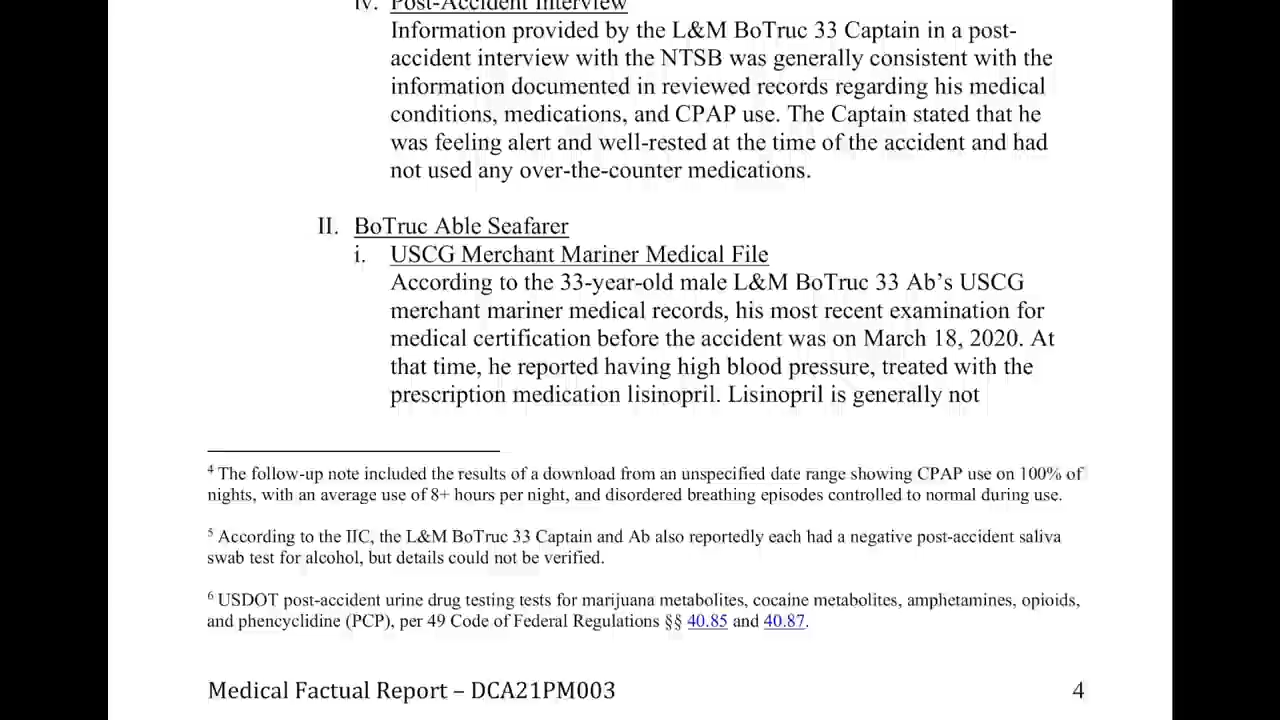 iv. Post-Accident Interview
Information provided by the L&M BoTruc 33 Captain in a post-
accident interview with the NTSB was generally consistent with the
information documented in reviewed records regarding his medical
conditions, medications, and CPAP use. The Captain stated that he
was feeling alert and well-rested at the time of the accident and had
not used any over-the-counter medications.
II. BoTruc Able Seafarer
i. USCG Merchant Mariner Medical File
According to the 33-year-old male L&M BoTruc 33 Ab’s USCG
merchant mariner medical records, his most recent examination for
medical certification before the accident was on March 18, 2020. At
that time, he reported having high blood pressure, treated with the
prescription medication lisinopril. Lisinopril is generally not
4 The follow-up note included the results of a download from an unspecified date range showing CPAP use on 100% of
nights, with an average use of 8+ hours per night, and disordered breathing episodes controlled to normal during use.
5 According to the IIC, the L&M BoTruc 33 Captain and Ab also reportedly each had a negative post-accident saliva
swab test for alcohol, but details could not be verified.
6 USDOT post-accident urine drug testing tests for marijuana metabolites, cocaine metabolites, amphetamines, opioids,
and phencyclidine (PCP), per 49 Code of Federal Regulations §§ 40.85 and 40.87.
Medical Factual Report – DCA21PM003 4